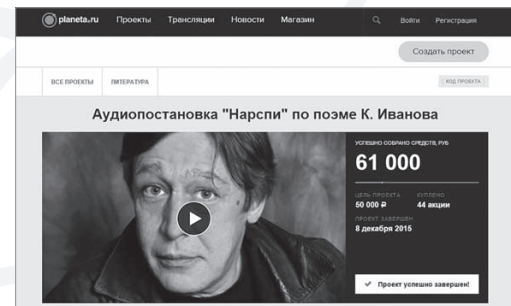 planeta.ru Проекты Трансляции Новости Магазин Войти Регистрация
Создать проект
ВСЕ ПРОЕКТЫ ЛИТЕРАТУРА КОД ПРОЕКТА
Аудиопостановка "Нарспи" по поэме К. Иванова
УСПЕШНО СОБРАНО СРЕДСТВ, РУБ
61 000
ЦЕЛЬ ПРОЕКТА КУПЛЕНО
50 000 ₽ 44 акции
ПРОЕКТ ЗАВЕРШЕН
8 декабря 2015
Проект успешно завершен!